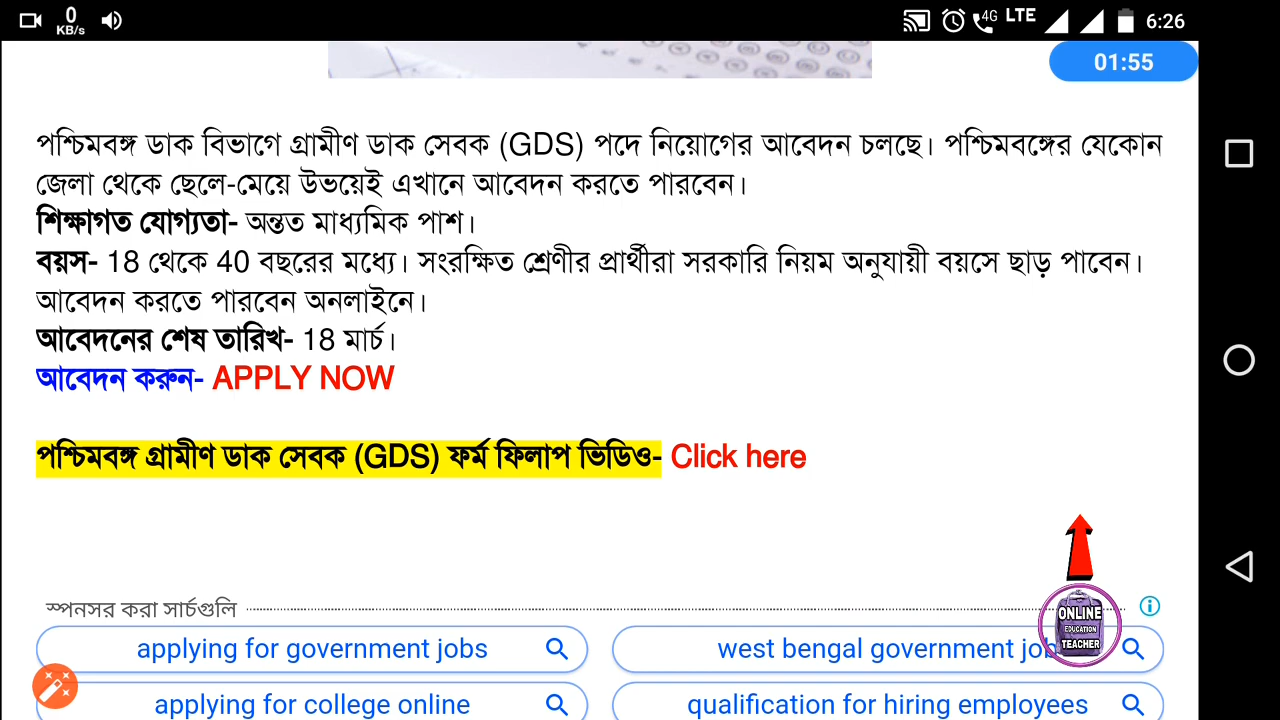 0
KB/s
4G LTE 6:26
01:55
পশ্চিমবঙ্গ ডাক বিভাগে গ্রামীণ ডাক সেবক (GDS) পদে নিয়োগের আবেদন চলছে। পশ্চিমবঙ্গের যেকোন
জেলা থেকে ছেলে-মেয়ে উভয়েই এখানে আবেদন করতে পারবেন।
শিক্ষাগত যোগ্যতা- অন্তত মাধ্যমিক পাশ।
বয়স- 18 থেকে 40 বছরের মধ্যে। সংরক্ষিত শ্রেণীর প্রার্থীরা সরকারি নিয়ম অনুযায়ী বয়সে ছাড় পাবেন।
আবেদন করতে পারবেন অনলাইনে।
আবেদনের শেষ তারিখ- 18 মার্চ।
আবেদন করুন- APPLY NOW
পশ্চিমবঙ্গ গ্রামীণ ডাক সেবক (GDS) ফর্ম ফিলাপ ভিডিও- Click here
স্পনসর করা সার্চগুলি
ONLINE
EDUCATION
TEACHER
applying for government jobs
west bengal government job
applying for college online
qualification for hiring employees